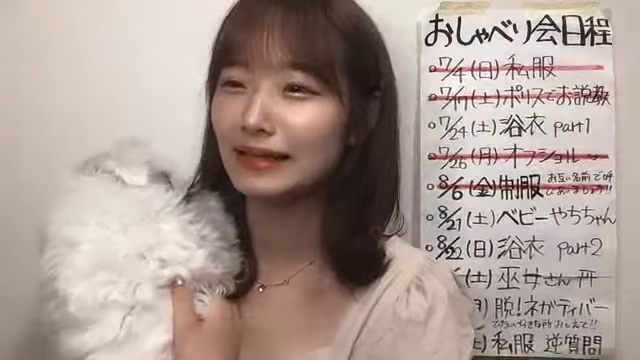 おしゃべり会日程
○7/4(日)私服
○7/17(土)ポリスでお説教
○7/24(土)浴衣 part1
○7/26(月)オフショル〜
○8/6(金)制服 お互い名前で呼びあいましょう!!
○8/21(土)ベビーやちちゃん
○8/22(日)浴衣 part2
(土)巫女さん
脱!ネガティバー
私服 逆質問